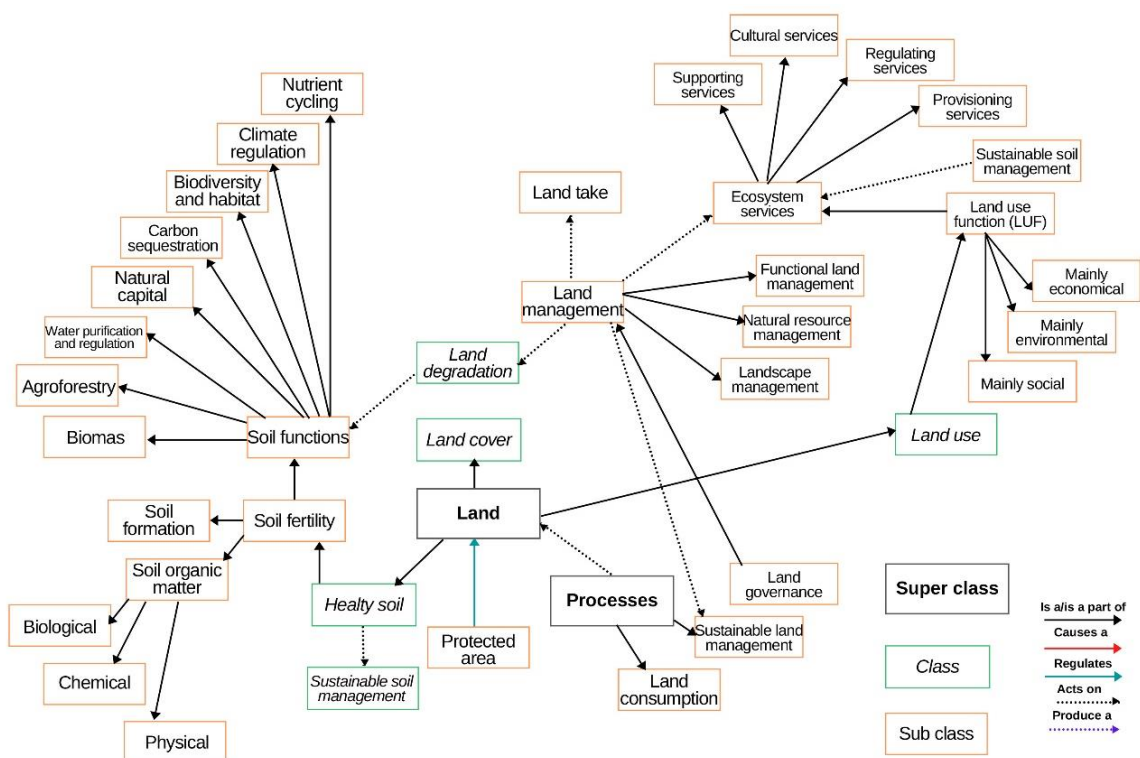 Cultural services
Regulating
services
Supporting
services
Provisioning
services
Nutrient
cycling
Climate
regulation
Biodiversity
and habitat
Carbon
sequestration
Natural
capital
Water purification
and regulation
Agroforestry
Biomas
Soil functions
Land take
Ecosystem
services
Sustainable soil
management
Land use
function (LUF)
Mainly
economical
Mainly
environmental
Mainly social
Land
management
Functional land
management
Natural resource
management
Landscape
management
Land
degradation
Land cover
Land use
Land
Soil
formation
Soil fertility
Soil organic
matter
Biological
Chemical
Physical
Healty soil
Sustainable soil
management
Protected
area
Processes
Land
governance
Sustainable land
management
Land
consumption
Super class
Class
Sub class
Is a/is a part of
Causes a
Regulates
Acts on
Produce a